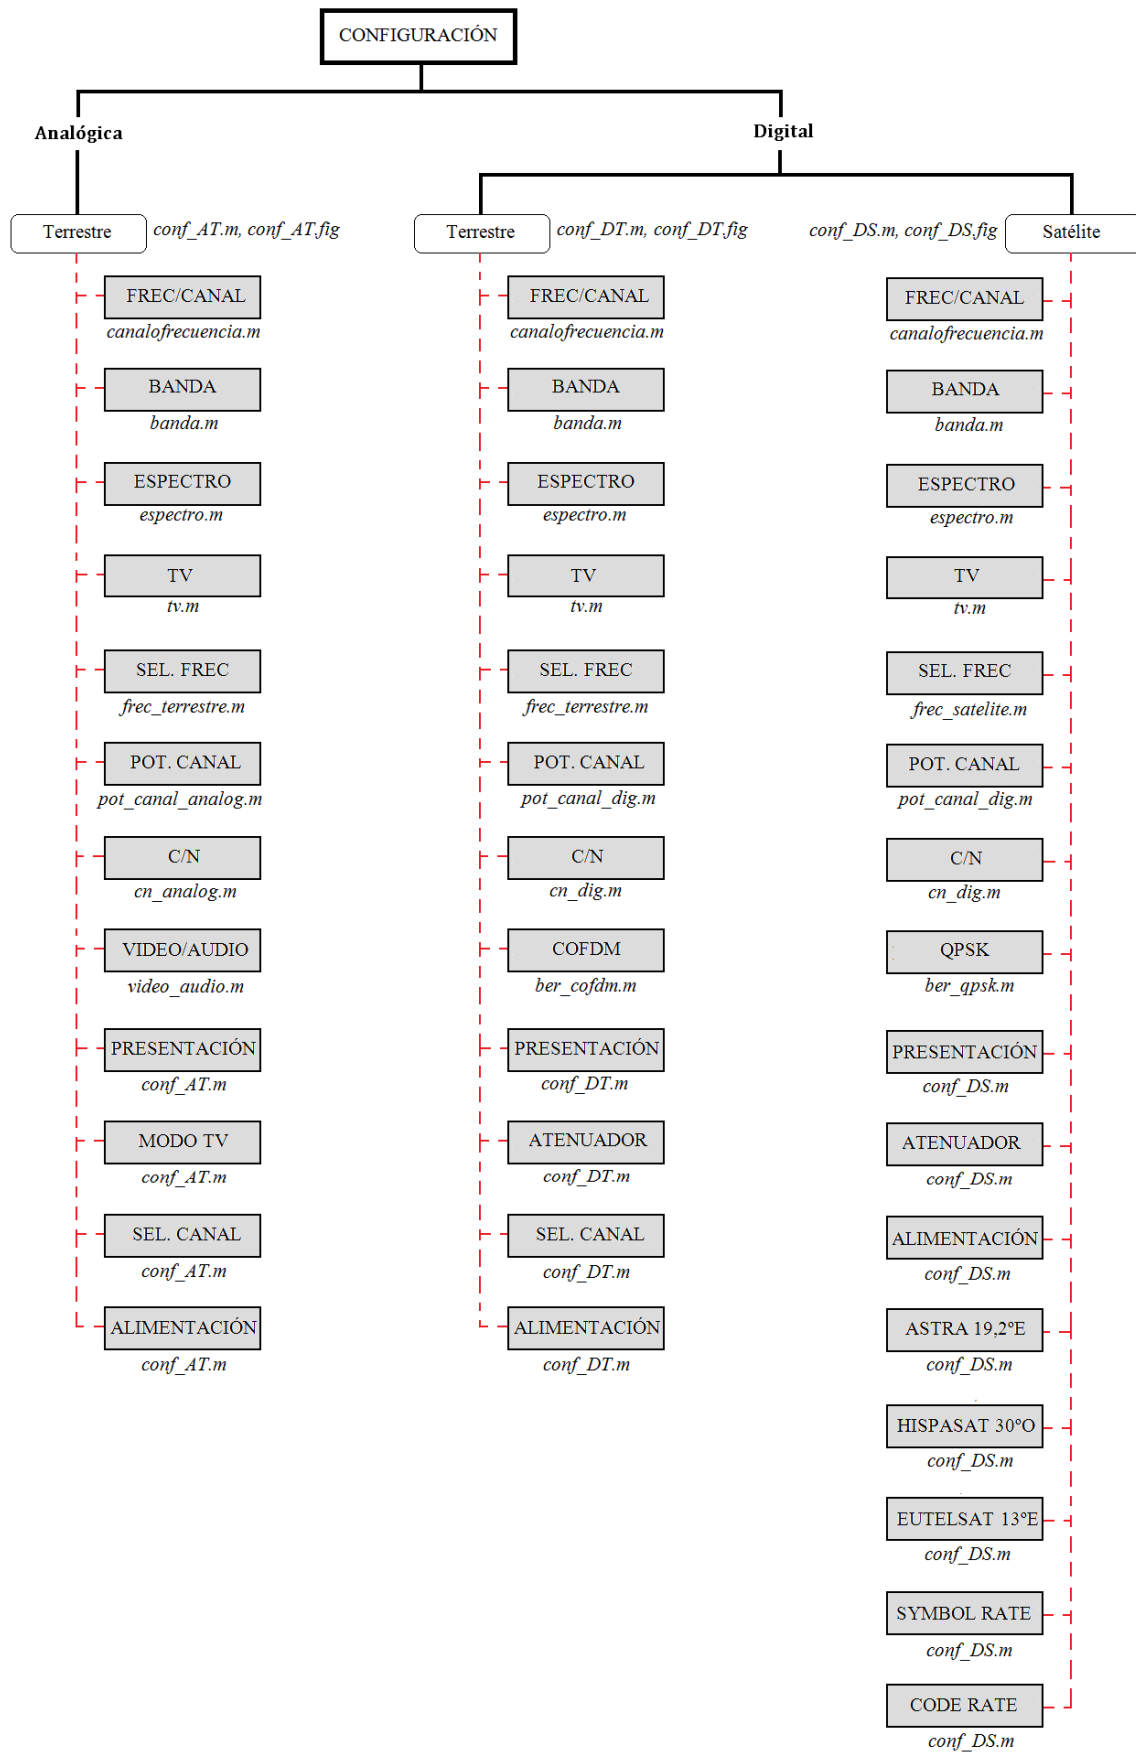 CONFIGURACIÓN
Analógica
Digital
Terrestre
conf_AT.m, conf_AT.fig
Terrestre
conf_DT.m, conf_DT.fig
conf_DS.m, conf_DS.fig
Satélite
FREC/CANAL
canalofrecuencia.m
BANDA
banda.m
ESPECTRO
espectro.m
TV
tv.m
SEL. FREC
frec_terrestre.m
POT. CANAL
pot_canal_analog.m
C/N
cn_analog.m
VIDEO/AUDIO
video_audio.m
PRESENTACIÓN
conf_AT.m
MODO TV
conf_AT.m
SEL. CANAL
conf_AT.m
ALIMENTACIÓN
conf_AT.m
FREC/CANAL
canalofrecuencia.m
BANDA
banda.m
ESPECTRO
espectro.m
TV
tv.m
SEL. FREC
frec_terrestre.m
POT. CANAL
pot_canal_dig.m
C/N
cn_dig.m
COFDM
ber_cofdm.m
PRESENTACIÓN
conf_DT.m
ATENUADOR
conf_DT.m
SEL. CANAL
conf_DT.m
ALIMENTACIÓN
conf_DT.m
FREC/CANAL
canalofrecuencia.m
BANDA
banda.m
ESPECTRO
espectro.m
TV
tv.m
SEL. FREC
frec_satelite.m
POT. CANAL
pot_canal_dig.m
C/N
cn_dig.m
QPSK
ber_qpsk.m
PRESENTACIÓN
conf_DS.m
ATENUADOR
conf_DS.m
ALIMENTACIÓN
conf_DS.m
ASTRA 19,2ºE
conf_DS.m
HISPASAT 30ºO
conf_DS.m
EUTELSAT 13ºE
conf_DS.m
SYMBOL RATE
conf_DS.m
CODE RATE
conf_DS.m